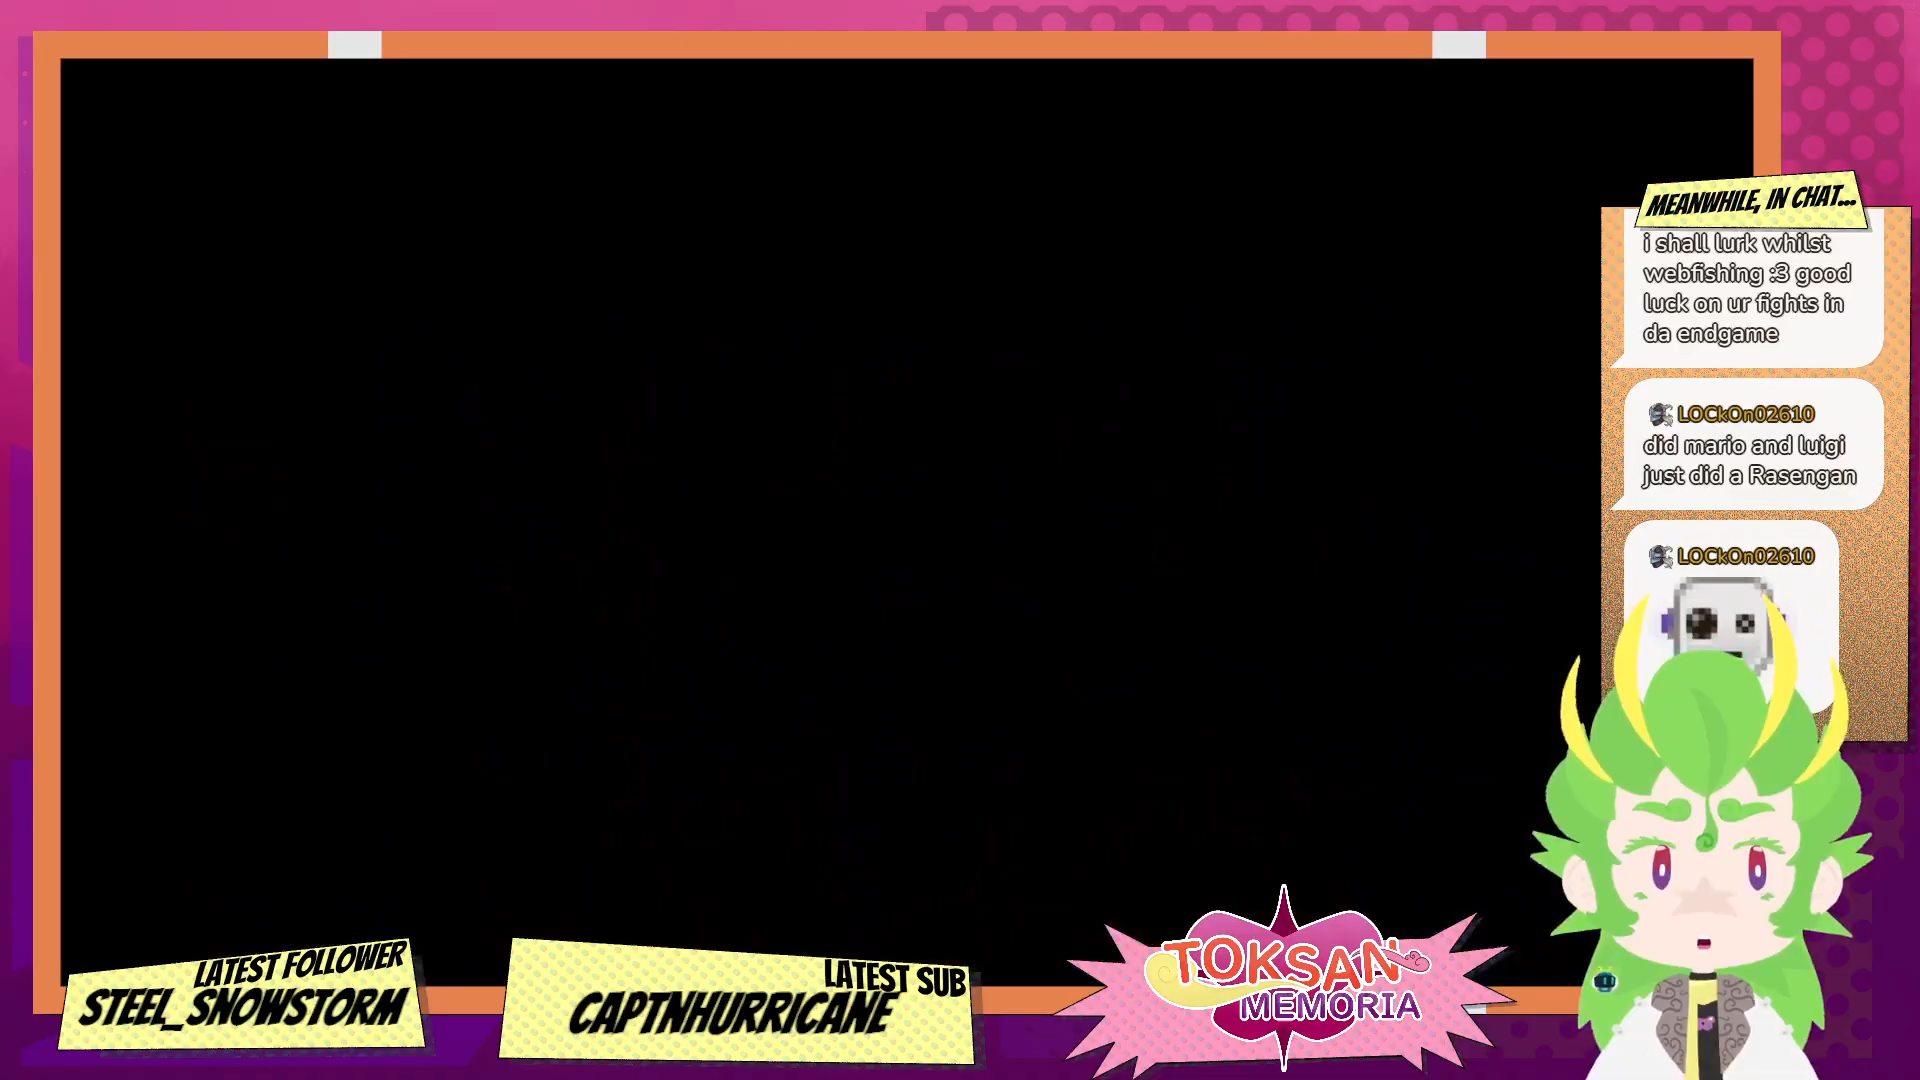 MEANWHILE, IN CHAT...
i shall lurk whilst
webfishing :3 good
luck on ur fights in
da endgame
LOCkOn02610
did mario and luigi
just did a Rasengan
LOCkOn02610
LATEST FOLLOWER
STEEL_SNOWSTORM
LATEST SUB
CAPTNHURRICANE
TOKSAN
MEMORIA